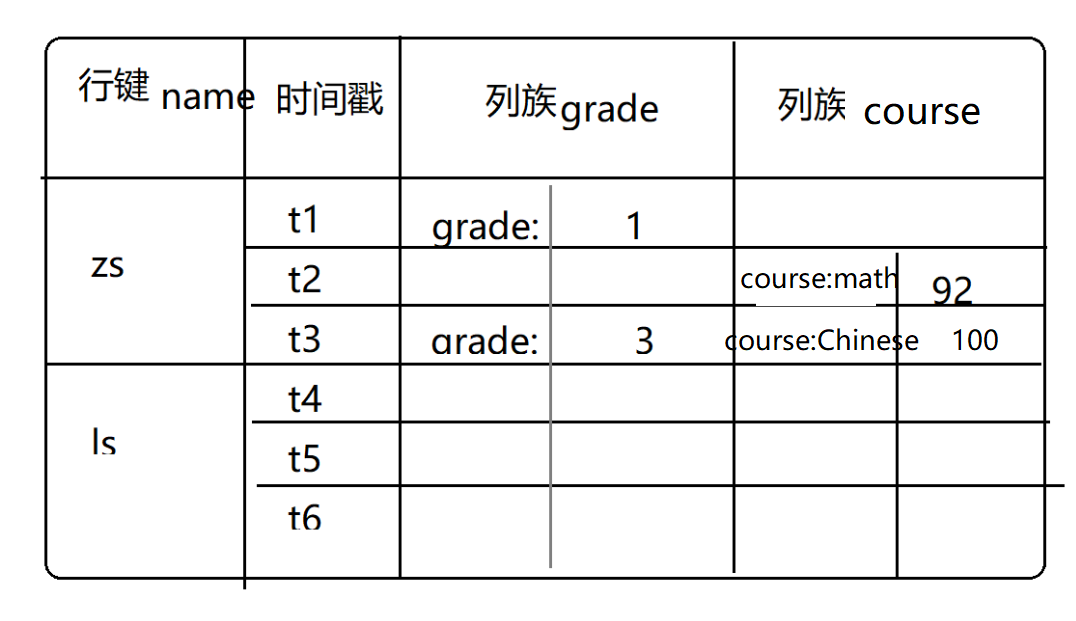 行键 name 时间戳 列族grade 列族 course
zs
t1 grade: 1
t2 course:math 92
t3 grade: 3 course:Chinese 100
ls
t4
t5
t6